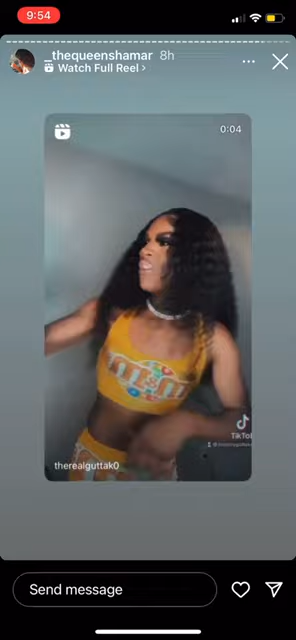 9:54
_thequeenshamar 8h
Watch Full Reel >
0:04
m&m
TikTok
therealguttak0
Send message